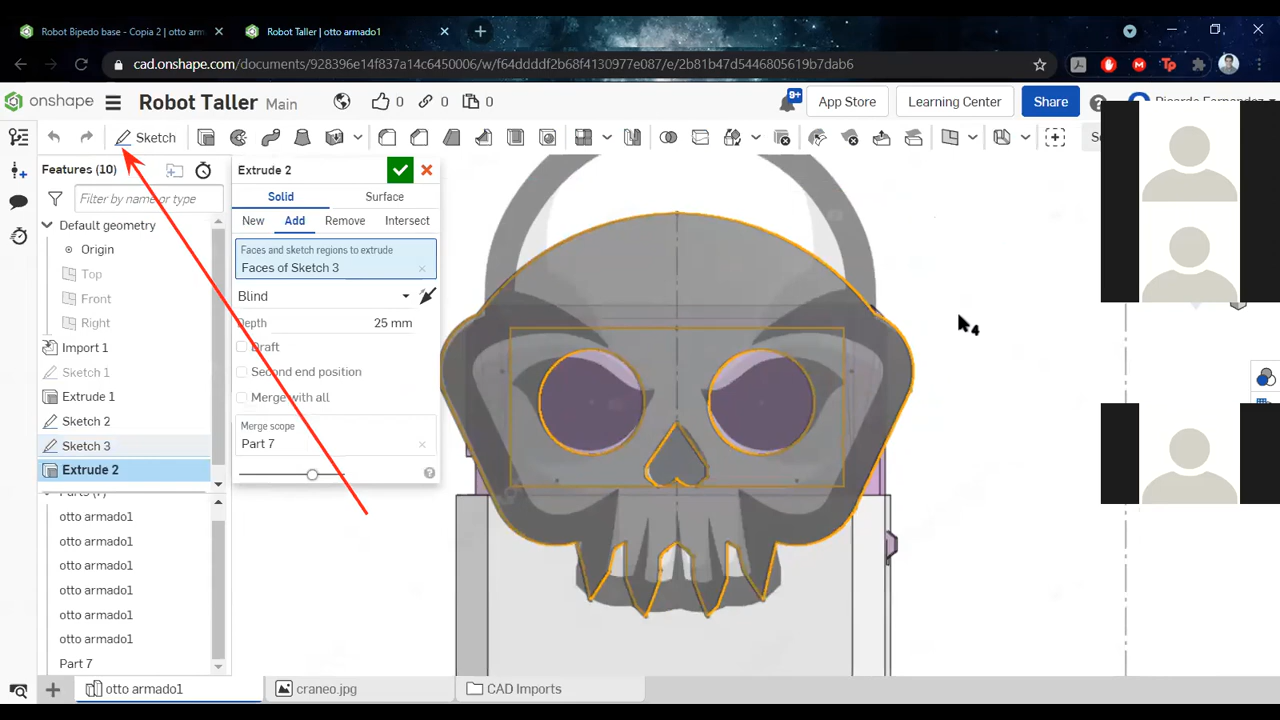 Robot Bipedo base - Copia 2 | otto arm
Robot Taller | otto armado1
cad.onshape.com/documents/928396e14f837a14c6450006/w/f64ddddf2b68f4130977e087/e/2b81b47d5446805619b7dab6
onshape Robot Taller Main 0 0 0 9+ App Store Learning Center Share Ricardo Fernandez
Sketch
Features (10)
Filter by name or type
Default geometry
Origin
Top
Front
Right
Import 1
Sketch 1
Extrude 1
Sketch 2
Sketch 3
Extrude 2
Parts (7)
otto armado1
otto armado1
otto armado1
otto armado1
otto armado1
otto armado1
Part 7
Extrude 2
Solid Surface
New Add Remove Intersect
Faces and sketch regions to extrude
Faces of Sketch 3
Blind
Depth 25 mm
Draft
Second end position
Merge with all
Merge scope
Part 7
otto armado1 craneo.jpg CAD Imports